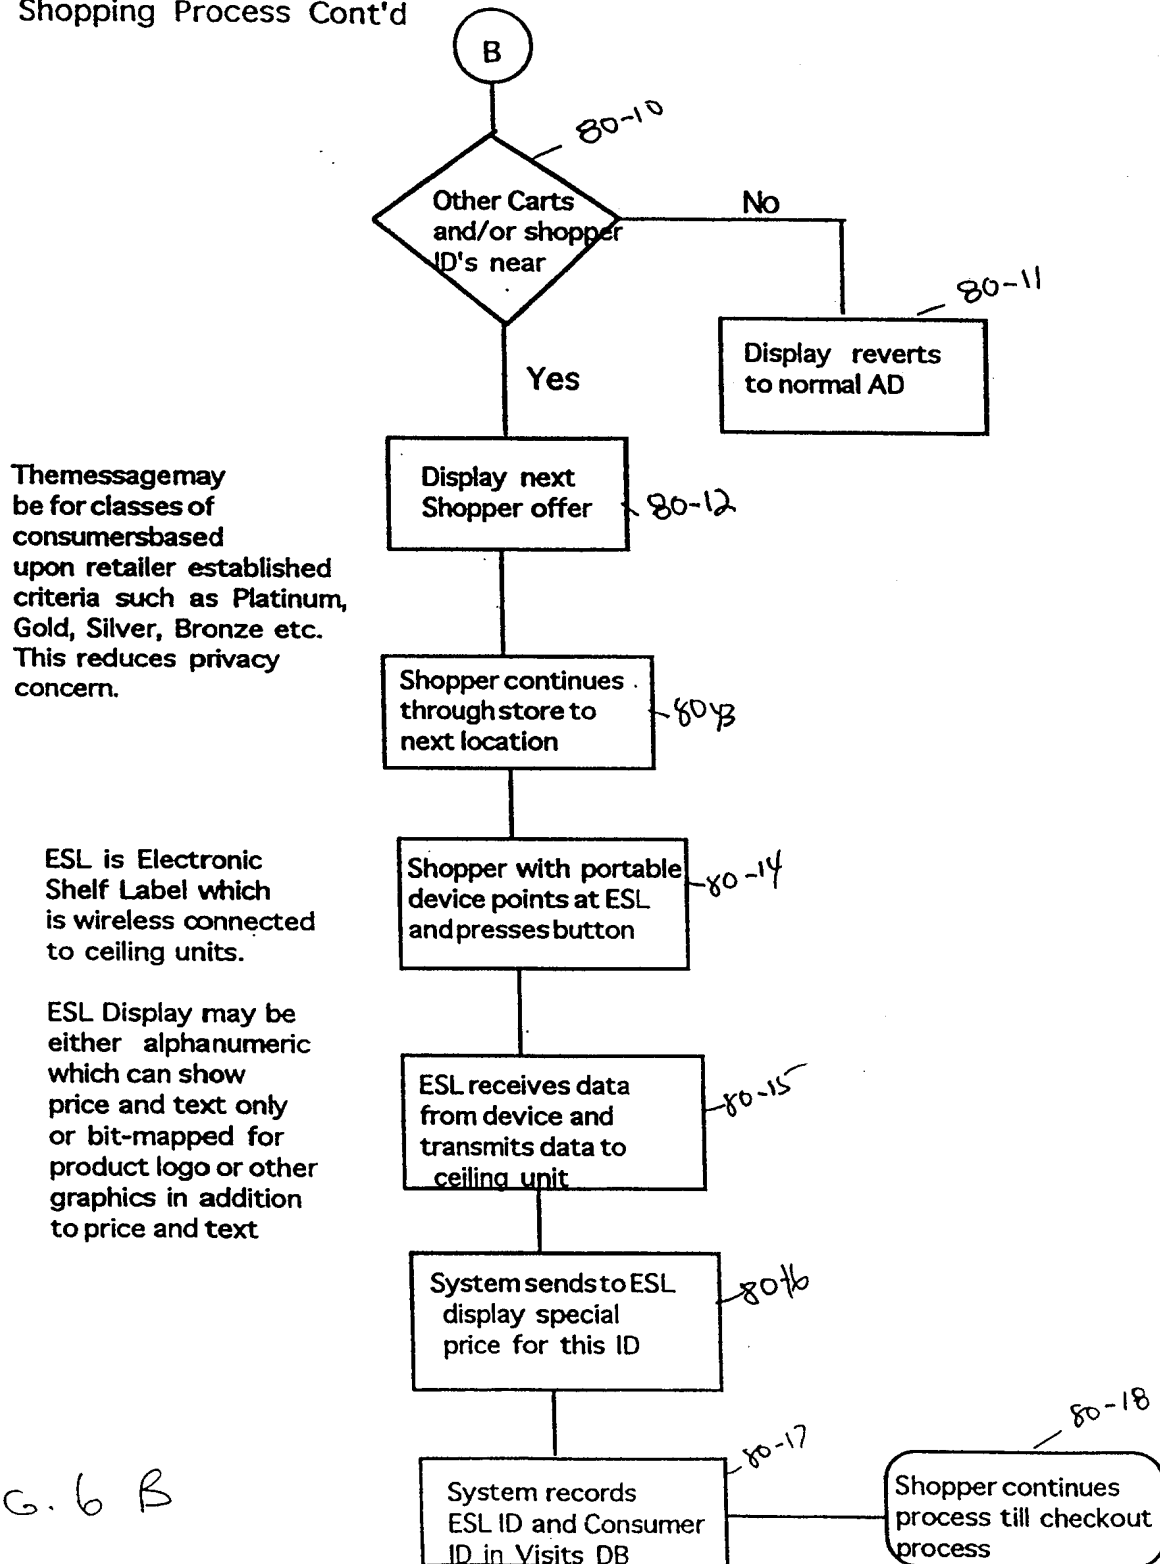 Shopping Process Cont'd
B
80-10
Other Carts
and/or shopper
ID's near
No
80-11
Display reverts
to normal AD
Yes
Display next
Shopper offer
80-12
Themessagemay
be for classes of
consumersbased
upon retailer established
criteria such as Platinum,
Gold, Silver, Bronze etc.
This reduces privacy
concern.
Shopper continues
through store to
next location
80-13
ESL is Electronic
Shelf Label which
is wireless connected
to ceiling units.
Shopper with portable
device points at ESL
and presses button
80-14
ESL Display may be
either alphanumeric
which can show
price and text only
or bit-mapped for
product logo or other
graphics in addition
to price and text
ESL receives data
from device and
transmits data to
ceiling unit
80-15
System sends to ESL
display special
price for this ID
80-16
80-17
System records
ESL ID and Consumer
ID in Visits DB
80-18
Shopper continues
process till checkout
process
G. 6 B